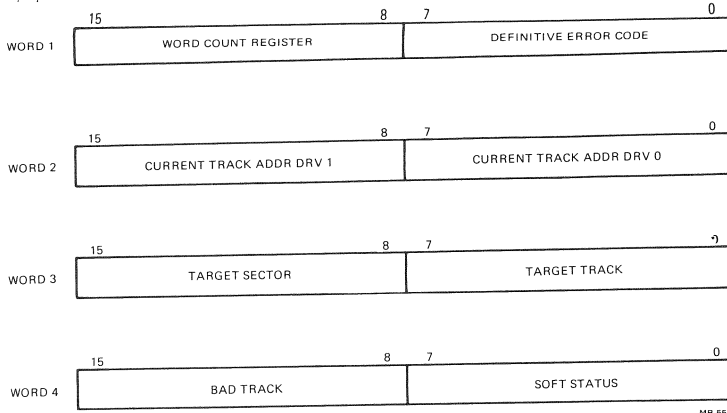 15 8 7 0
WORD 1 WORD COUNT REGISTER DEFINITIVE ERROR CODE
15 8 7 0
WORD 2 CURRENT TRACK ADDR DRV 1 CURRENT TRACK ADDR DRV 0
15 8 7
WORD 3 TARGET SECTOR TARGET TRACK
15 8 7 0
WORD 4 BAD TRACK SOFT STATUS